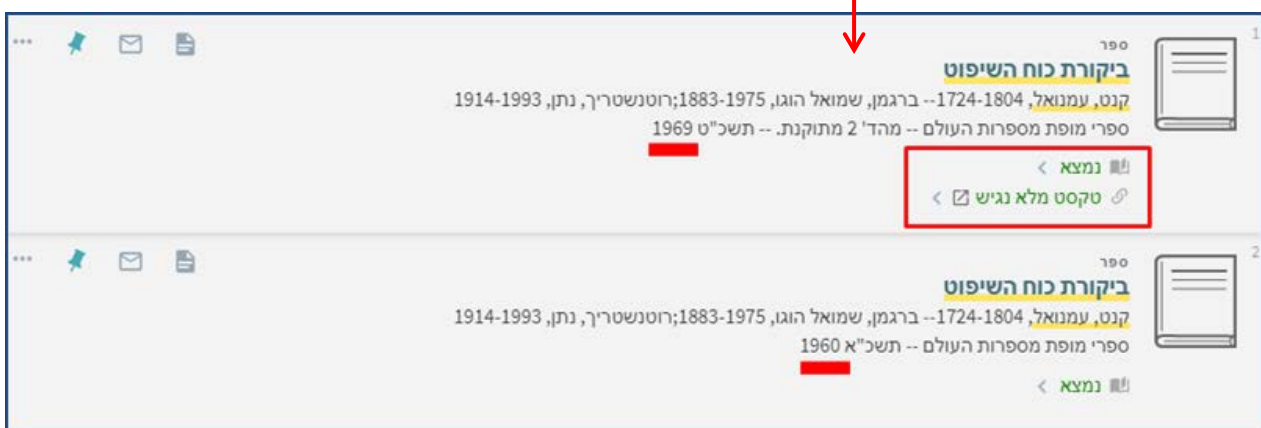 1
ספר
ביקורת כוח השיפוט
קנט, עמנואל, 1724-1804-- ברגמן, שמואל הוגו, 1883-1975;רוטנשטריך, נתן, 1914-1993
ספרי מופת מספרות העולם -- מהד' 2 מתוקנת. -- תשכ"ט 1969
נמצא >
טקסט מלא נגיש >
2
ספר
ביקורת כוח השיפוט
קנט, עמנואל, 1724-1804-- ברגמן, שמואל הוגו, 1883-1975;רוטנשטריך, נתן, 1914-1993
ספרי מופת מספרות העולם -- תשכ"א 1960
נמצא >